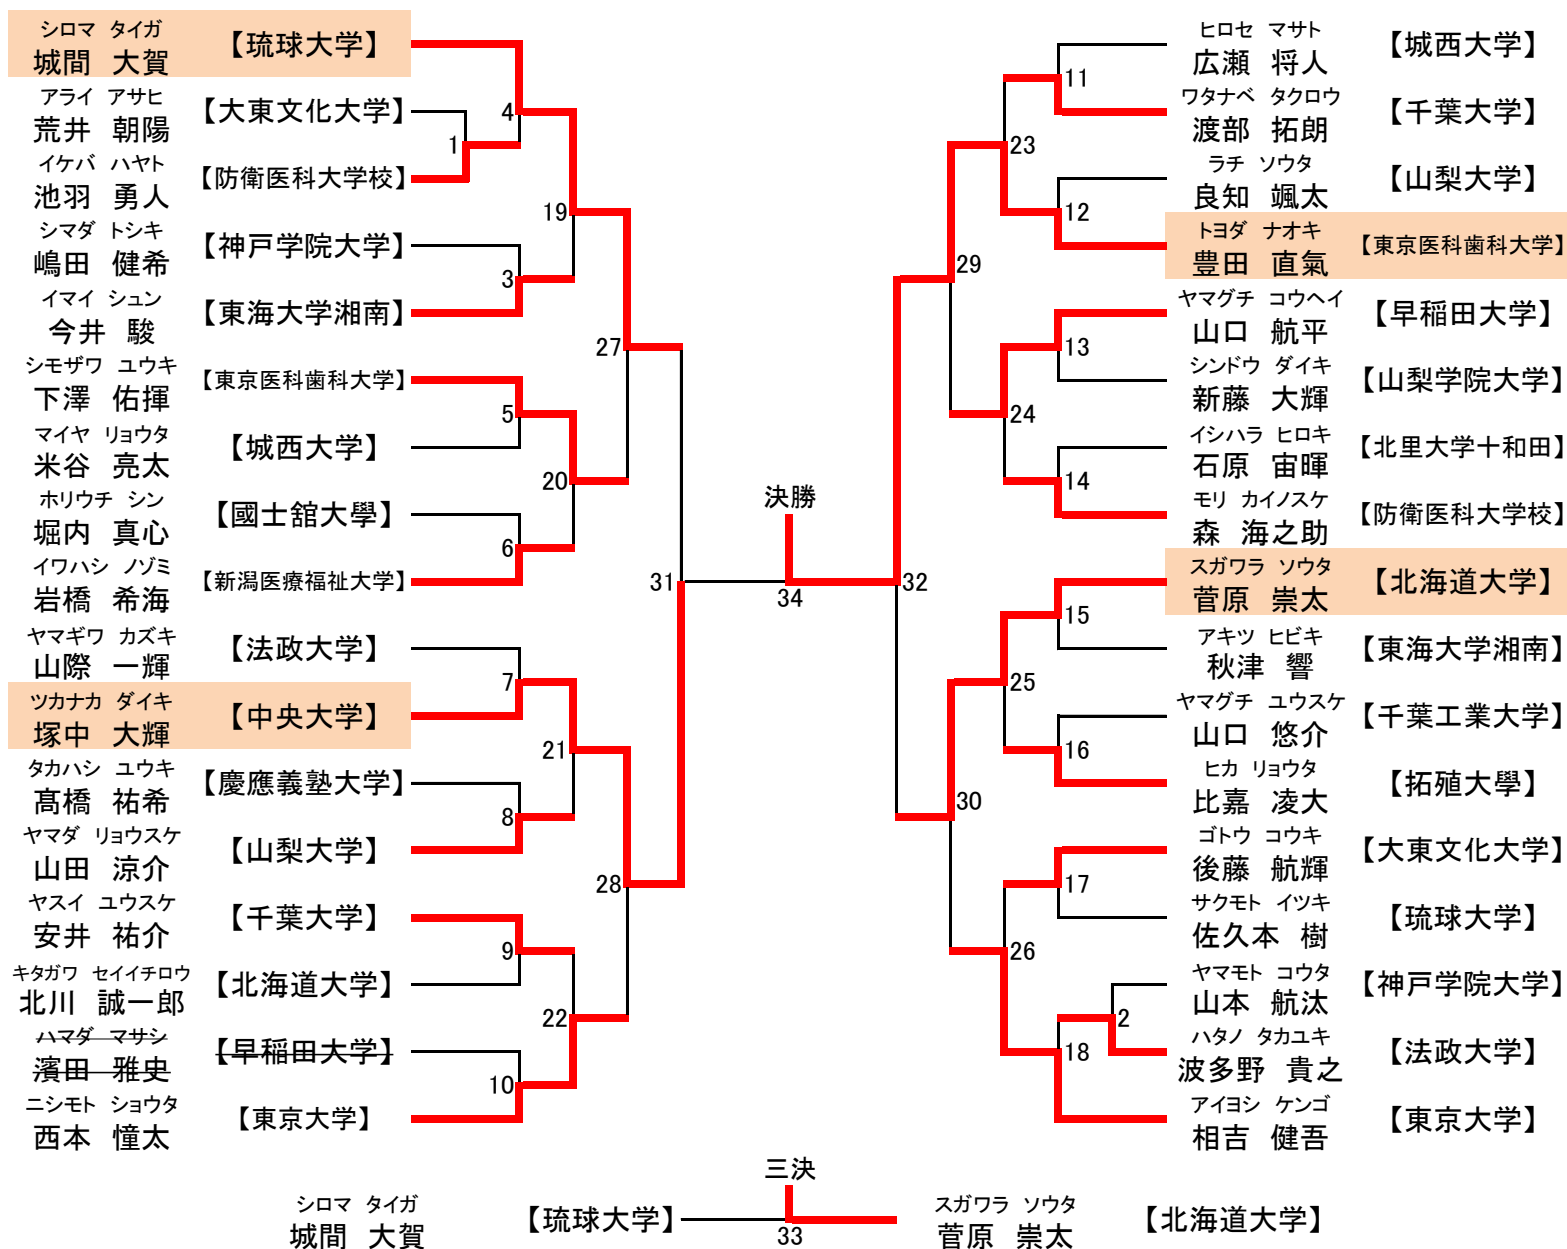 シロマ タイガ
城間 大賀 【琉球大学】
アライ アサヒ
荒井 朝陽 【大東文化大学】
イケバ ハヤト
池羽 勇人 【防衛医科大学校】
シマダ トシキ
嶋田 健希 【神戸学院大学】
イマイ シュン
今井 駿 【東海大学湘南】
シモザワ ユウキ
下澤 佑揮 【東京医科歯科大学】
マイヤ リョウタ
米谷 亮太 【城西大学】
ホリウチ シン
堀内 真心 【國士舘大學】
イワハシ ノゾミ
岩橋 希海 【新潟医療福祉大学】
ヤマギワ カズキ
山際 一輝 【法政大学】
ツカナカ ダイキ
塚中 大輝 【中央大学】
タカハシ ユウキ
髙橋 祐希 【慶應義塾大学】
ヤマダ リョウスケ
山田 涼介 【山梨大学】
ヤスイ ユウスケ
安井 祐介 【千葉大学】
キタガワ セイイチロウ
北川 誠一郎 【北海道大学】
ハマダ マサシ
濱田 雅史 【早稲田大学】
ニシモト ショウタ
西本 憧太 【東京大学】
1
4
3
19
5
6
20
27
7
8
21
9
10
22
28
31
決勝
34
32
29
23
11
12
24
13
14
30
25
15
16
26
17
18
2
ヒロセ マサト
広瀬 将人 【城西大学】
ワタナベ タクロウ
渡部 拓朗 【千葉大学】
ラチ ソウタ
良知 颯太 【山梨大学】
トヨダ ナオキ
豊田 直氣 【東京医科歯科大学】
ヤマグチ コウヘイ
山口 航平 【早稲田大学】
シンドウ ダイキ
新藤 大輝 【山梨学院大学】
イシハラ ヒロキ
石原 宙暉 【北里大学十和田】
モリ カイノスケ
森 海之助 【防衛医科大学校】
スガワラ ソウタ
菅原 崇太 【北海道大学】
アキツ ヒビキ
秋津 響 【東海大学湘南】
ヤマグチ ユウスケ
山口 悠介 【千葉工業大学】
ヒカ リョウタ
比嘉 凌大 【拓殖大學】
ゴトウ コウキ
後藤 航輝 【大東文化大学】
サクモト イツキ
佐久本 樹 【琉球大学】
ヤマモト コウタ
山本 航汰 【神戸学院大学】
ハタノ タカユキ
波多野 貴之 【法政大学】
アイヨシ ケンゴ
相吉 健吾 【東京大学】
三決
シロマ タイガ
城間 大賀 【琉球大学】
33
スガワラ ソウタ
菅原 崇太 【北海道大学】